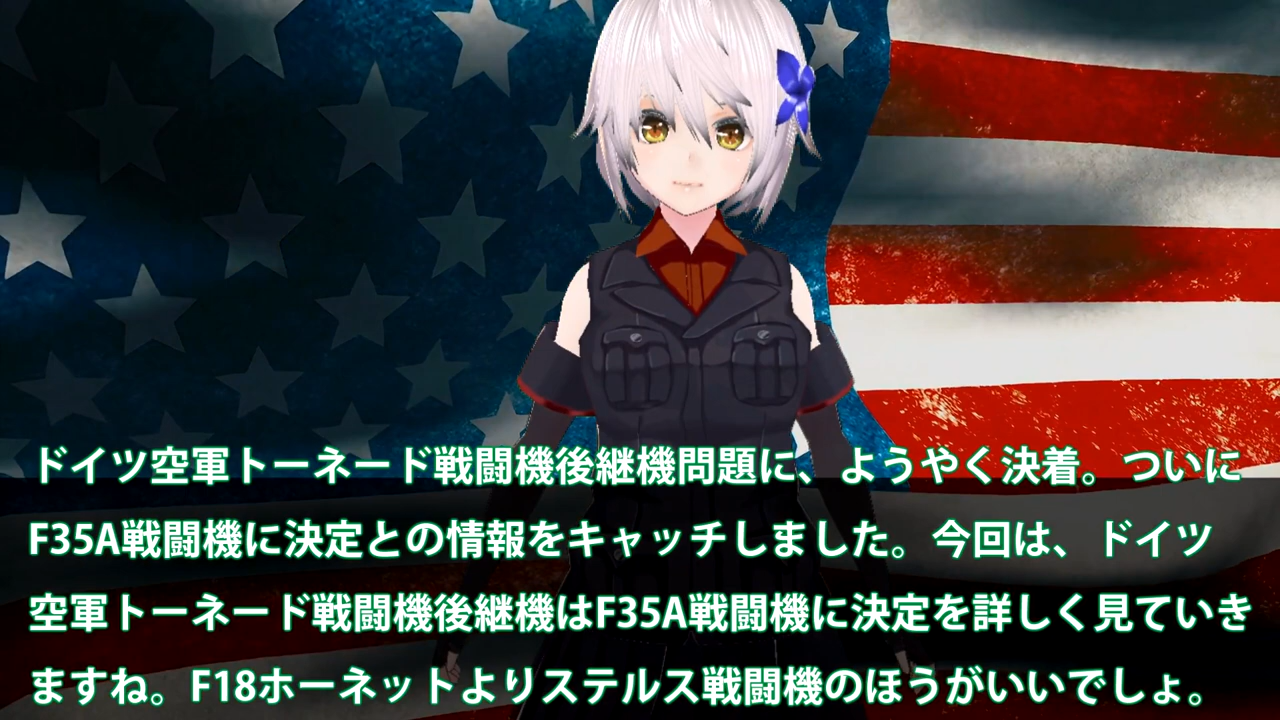 ドイツ空軍トーネード戦闘機後継機問題に、ようやく決着。ついに
F35A戦闘機に決定との情報をキャッチしました。今回は、ドイツ
空軍トーネード戦闘機後継機はF35A戦闘機に決定を詳しく見ていき
ますね。F18ホーネットよりステルス戦闘機のほうがいいでしょ。